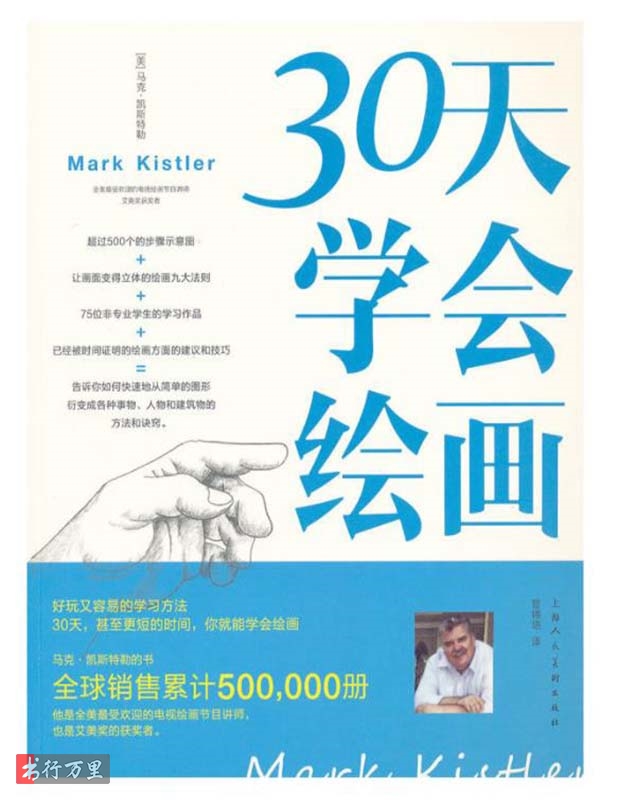 30天
学会
绘画
[美] 马克·凯斯特勒
Mark Kistler
全美最受欢迎的电视绘画节目讲师
艾美奖获奖者
超过500个的步骤示意图
+
让画面变得立体的绘画九大法则
+
75位非专业学生的学习作品
+
已经被时间证明的绘画方面的建议和技巧
=
告诉你如何快速地从简单的图形
衍变成各种事物、人物和建筑物的
方法和诀窍。
好玩又容易的学习方法
30天，甚至更短的时间，你就能学会绘画
马克·凯斯特勒的书
全球销售累计500,000册
他是全美最受欢迎的电视绘画节目讲师，
也是艾美奖的获奖者。
译
上海人民美术出版社
Mark Kistler
书行万里